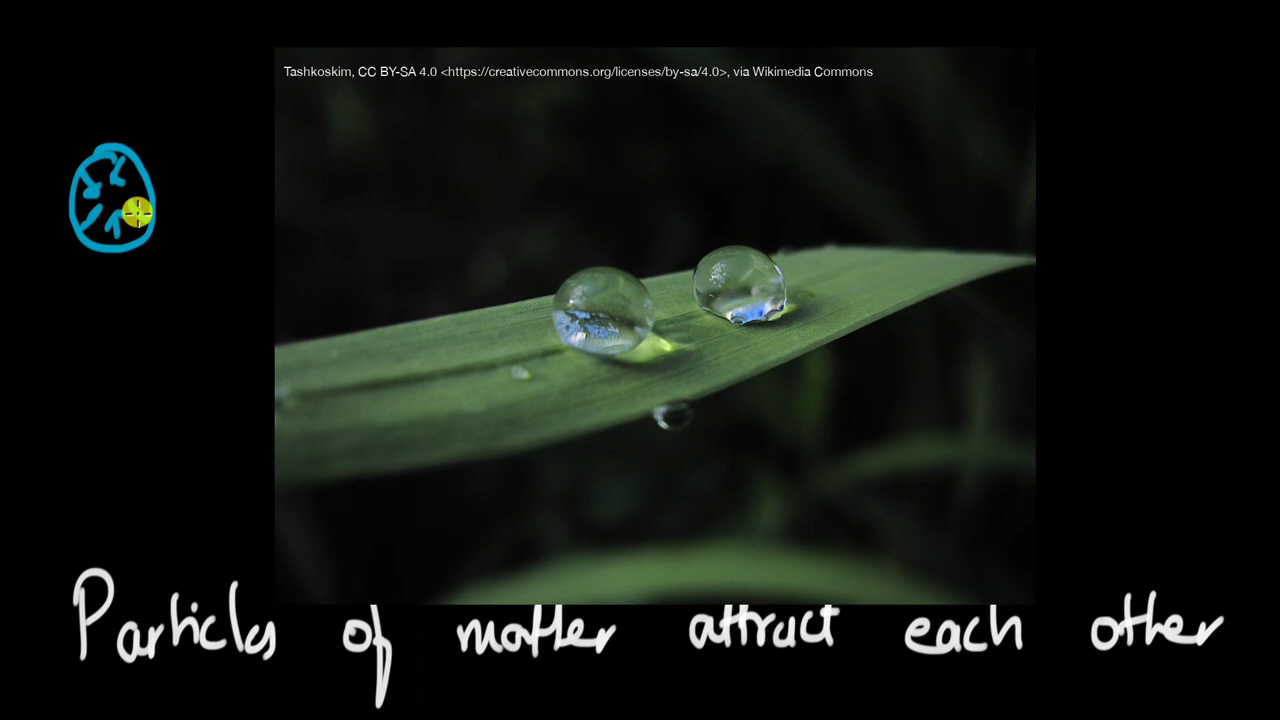 Tashkoskim, CC BY-SA 4.0 <https://creativecommons.org/licenses/by-sa/4.0>, via Wikimedia Commons
Particles of matter attract each other